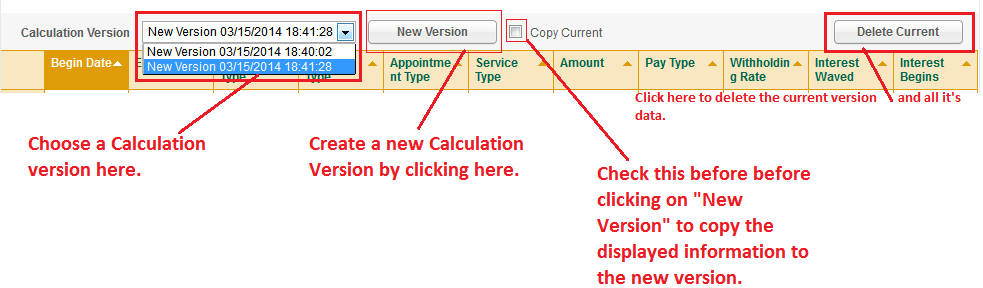 Calculation Version
New Version 03/15/2014 18:41:28
New Version
Copy Current
Delete Current
New Version 03/15/2014 18:40:02
New Version 03/15/2014 18:41:28
Begin Date
Type
Type
Appointme
nt Type
Service
Type
Amount
Pay Type
Withholdin
g Rate
Interest
Waved
Interest
Begins
Click here to delete the current version and all it's
data.
Choose a Calculation
version here.
Create a new Calculation
Version by clicking here.
Check this before before
clicking on "New
Version" to copy the
displayed information to
the new version.